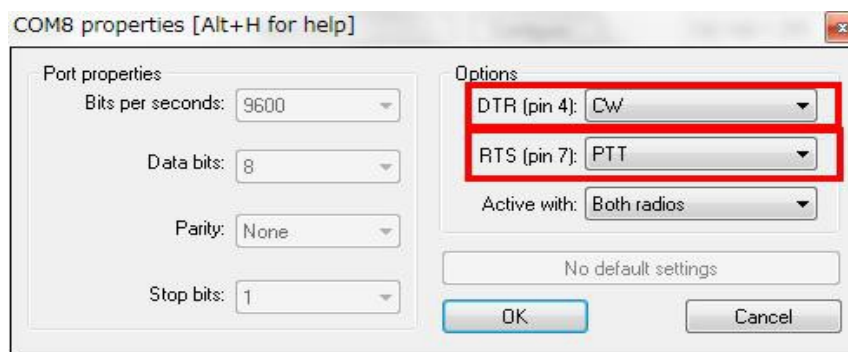 COM8 properties [Alt+H for help]
Port properties
Bits per seconds: 9600
Data bits: 8
Parity: None
Stop bits: 1
Options
DTR (pin 4): CW
RTS (pin 7): PTT
Active with: Both radios
No default settings
OK Cancel